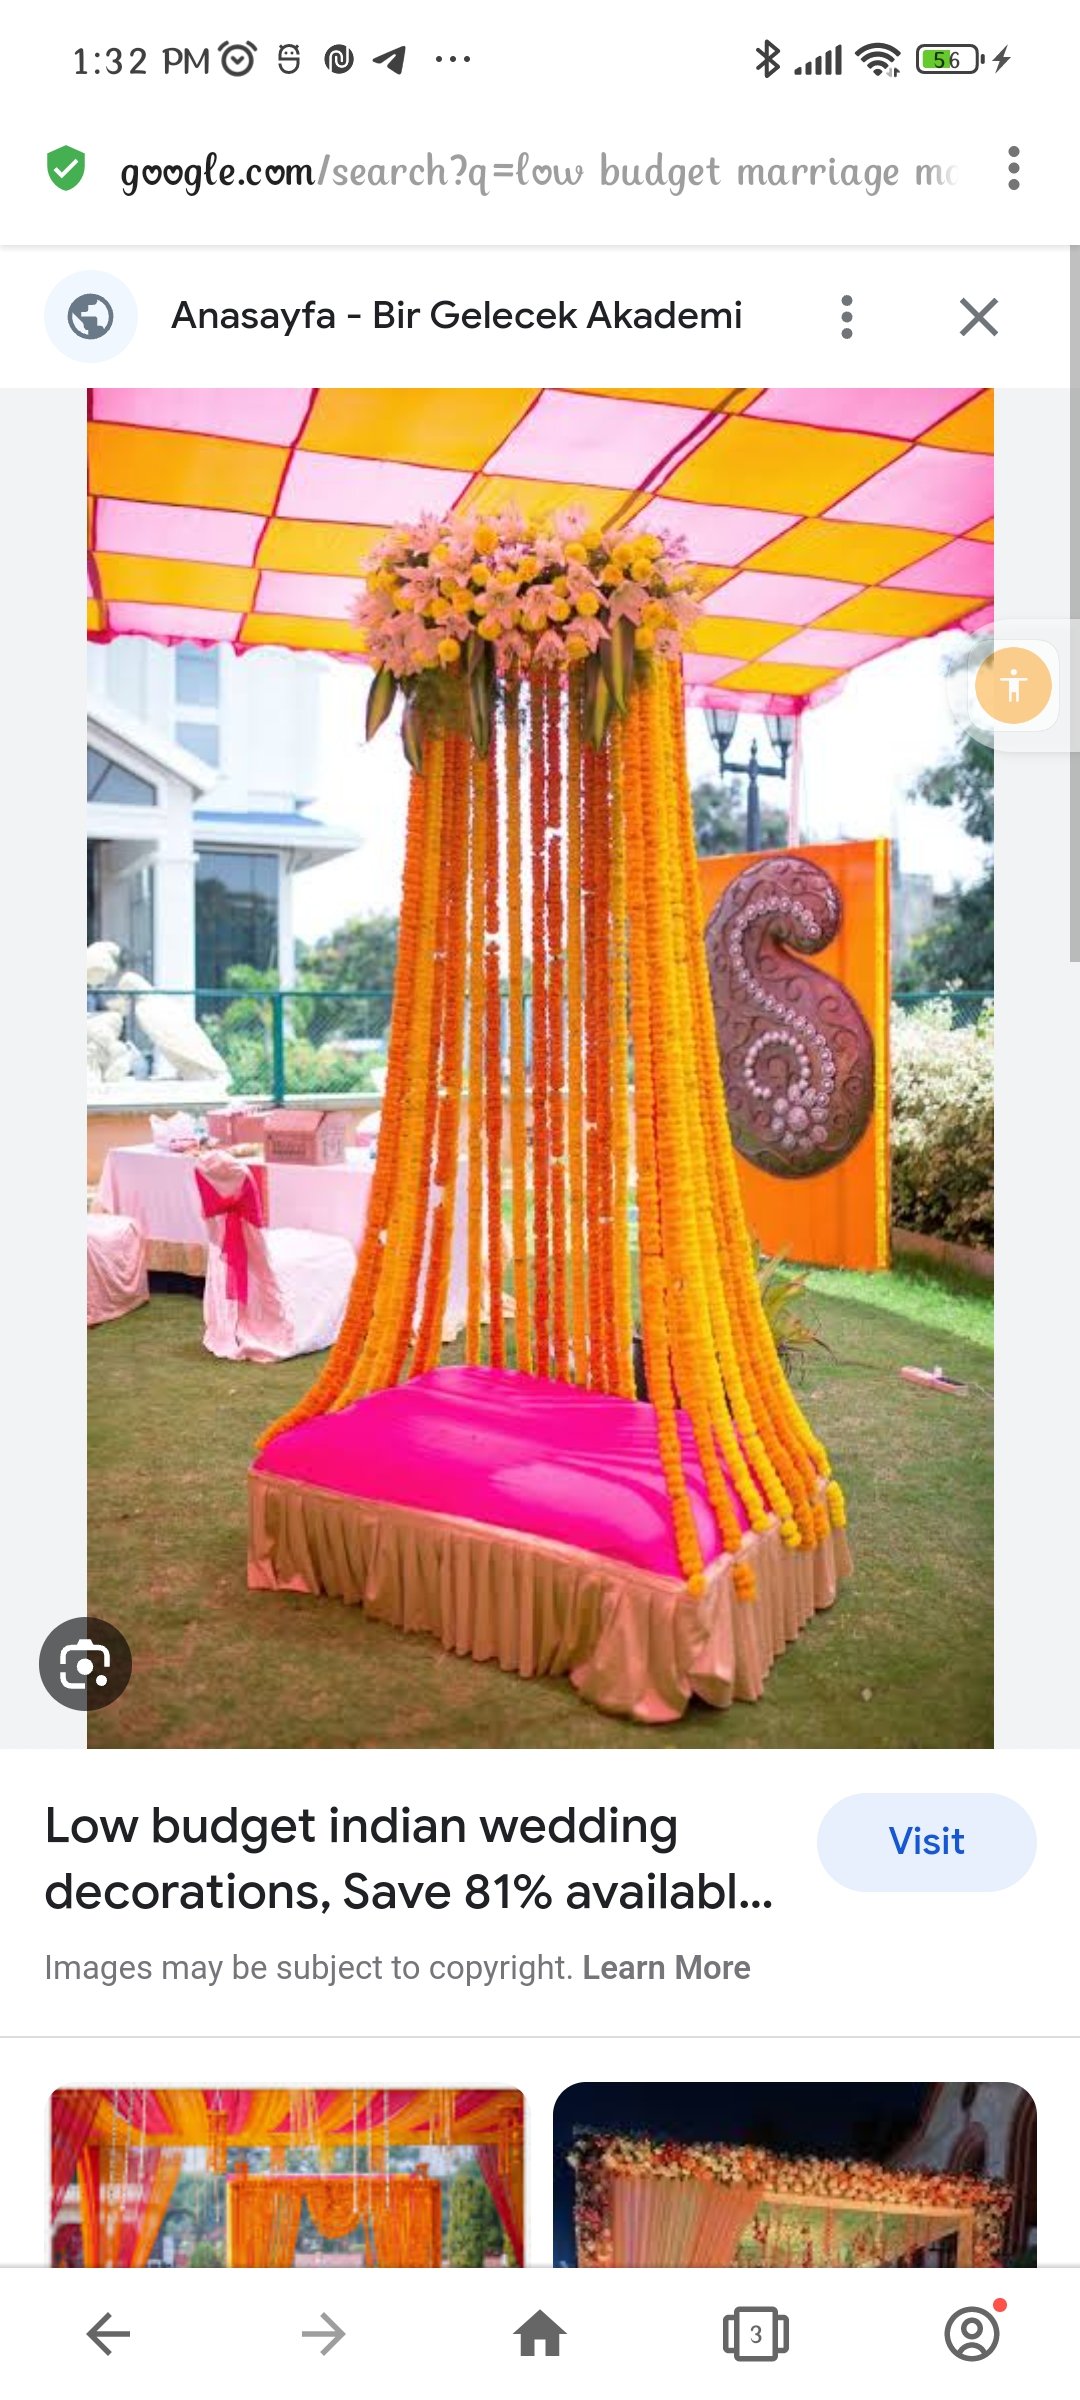 1:32 PM
56
google.com/search?q=low budget marriage
Anasayfa - Bir Gelecek Akademi
Low budget indian wedding
decorations, Save 81% availabl...
Visit
Images may be subject to copyright. Learn More
3